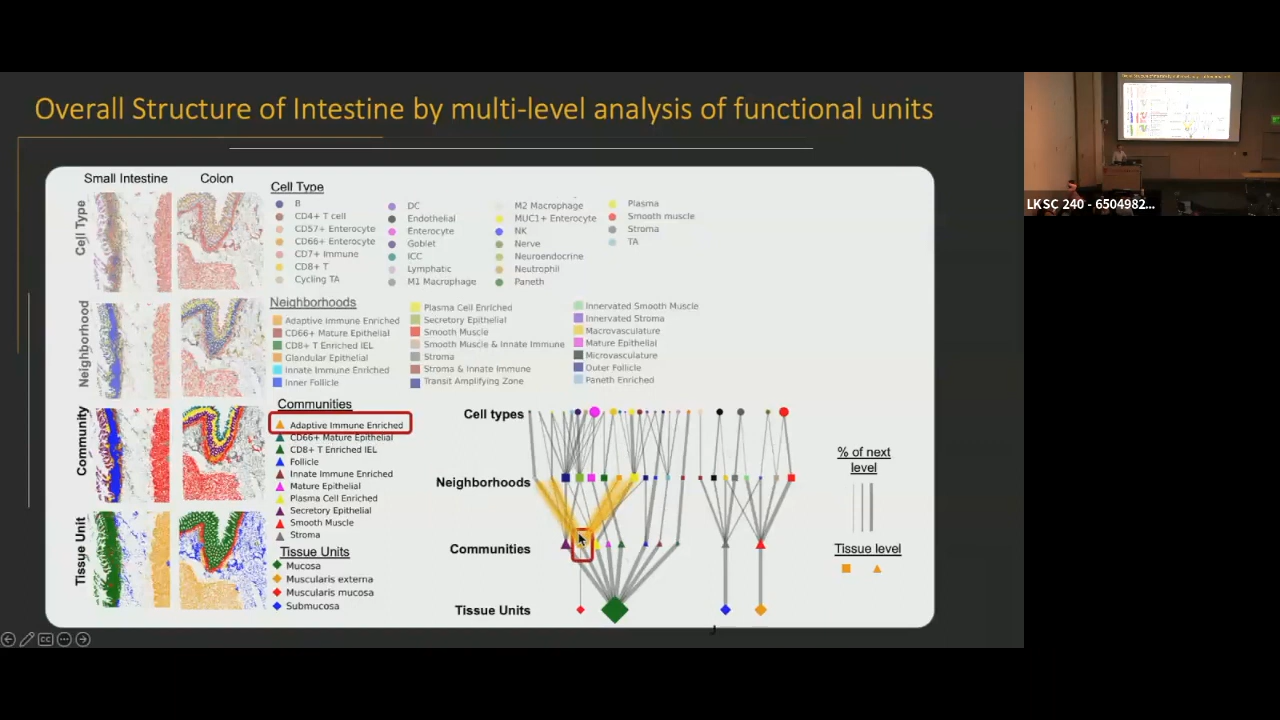 Overall Structure of Intestine by multi-level analysis of functional units
Small Intestine
Colon
Cell Type
Cell Type
B
CD4+ T cell
CD57+ Enterocyte
CD66+ Enterocyte
CD7+ Immune
CD8+ T
Cycling TA
DC
Endothelial
Enterocyte
Goblet
ICC
Lymphatic
M1 Macrophage
M2 Macrophage
MUC1+ Enterocyte
NK
Nerve
Neuroendocrine
Neutrophil
Paneth
Plasma
Smooth muscle
Stroma
TA
Neighborhood
Neighborhoods
Adaptive Immune Enriched
CD66+ Mature Epithelial
CD8+ T Enriched IEL
Glandular Epithelial
Innate Immune Enriched
Inner Follicle
Plasma Cell Enriched
Secretory Epithelial
Smooth Muscle
Smooth Muscle & Innate Immune
Stroma
Stroma & Innate Immune
Transit Amplifying Zone
Innervated Smooth Muscle
Innervated Stroma
Macrovasculature
Mature Epithelial
Microvasculature
Outer Follicle
Paneth Enriched
Community
Communities
Adaptive Immune Enriched
CD66+ Mature Epithelial
CD8+ T Enriched IEL
Follicle
Innate Immune Enriched
Mature Epithelial
Plasma Cell Enriched
Secretory Epithelial
Smooth Muscle
Stroma
Tissue Unit
Tissue Units
Mucosa
Muscularis externa
Muscularis mucosa
Submucosa
Cell types
Neighborhoods
Communities
Tissue Units
% of next
level
Tissue level
CC
LKSC 240 - 6504982...